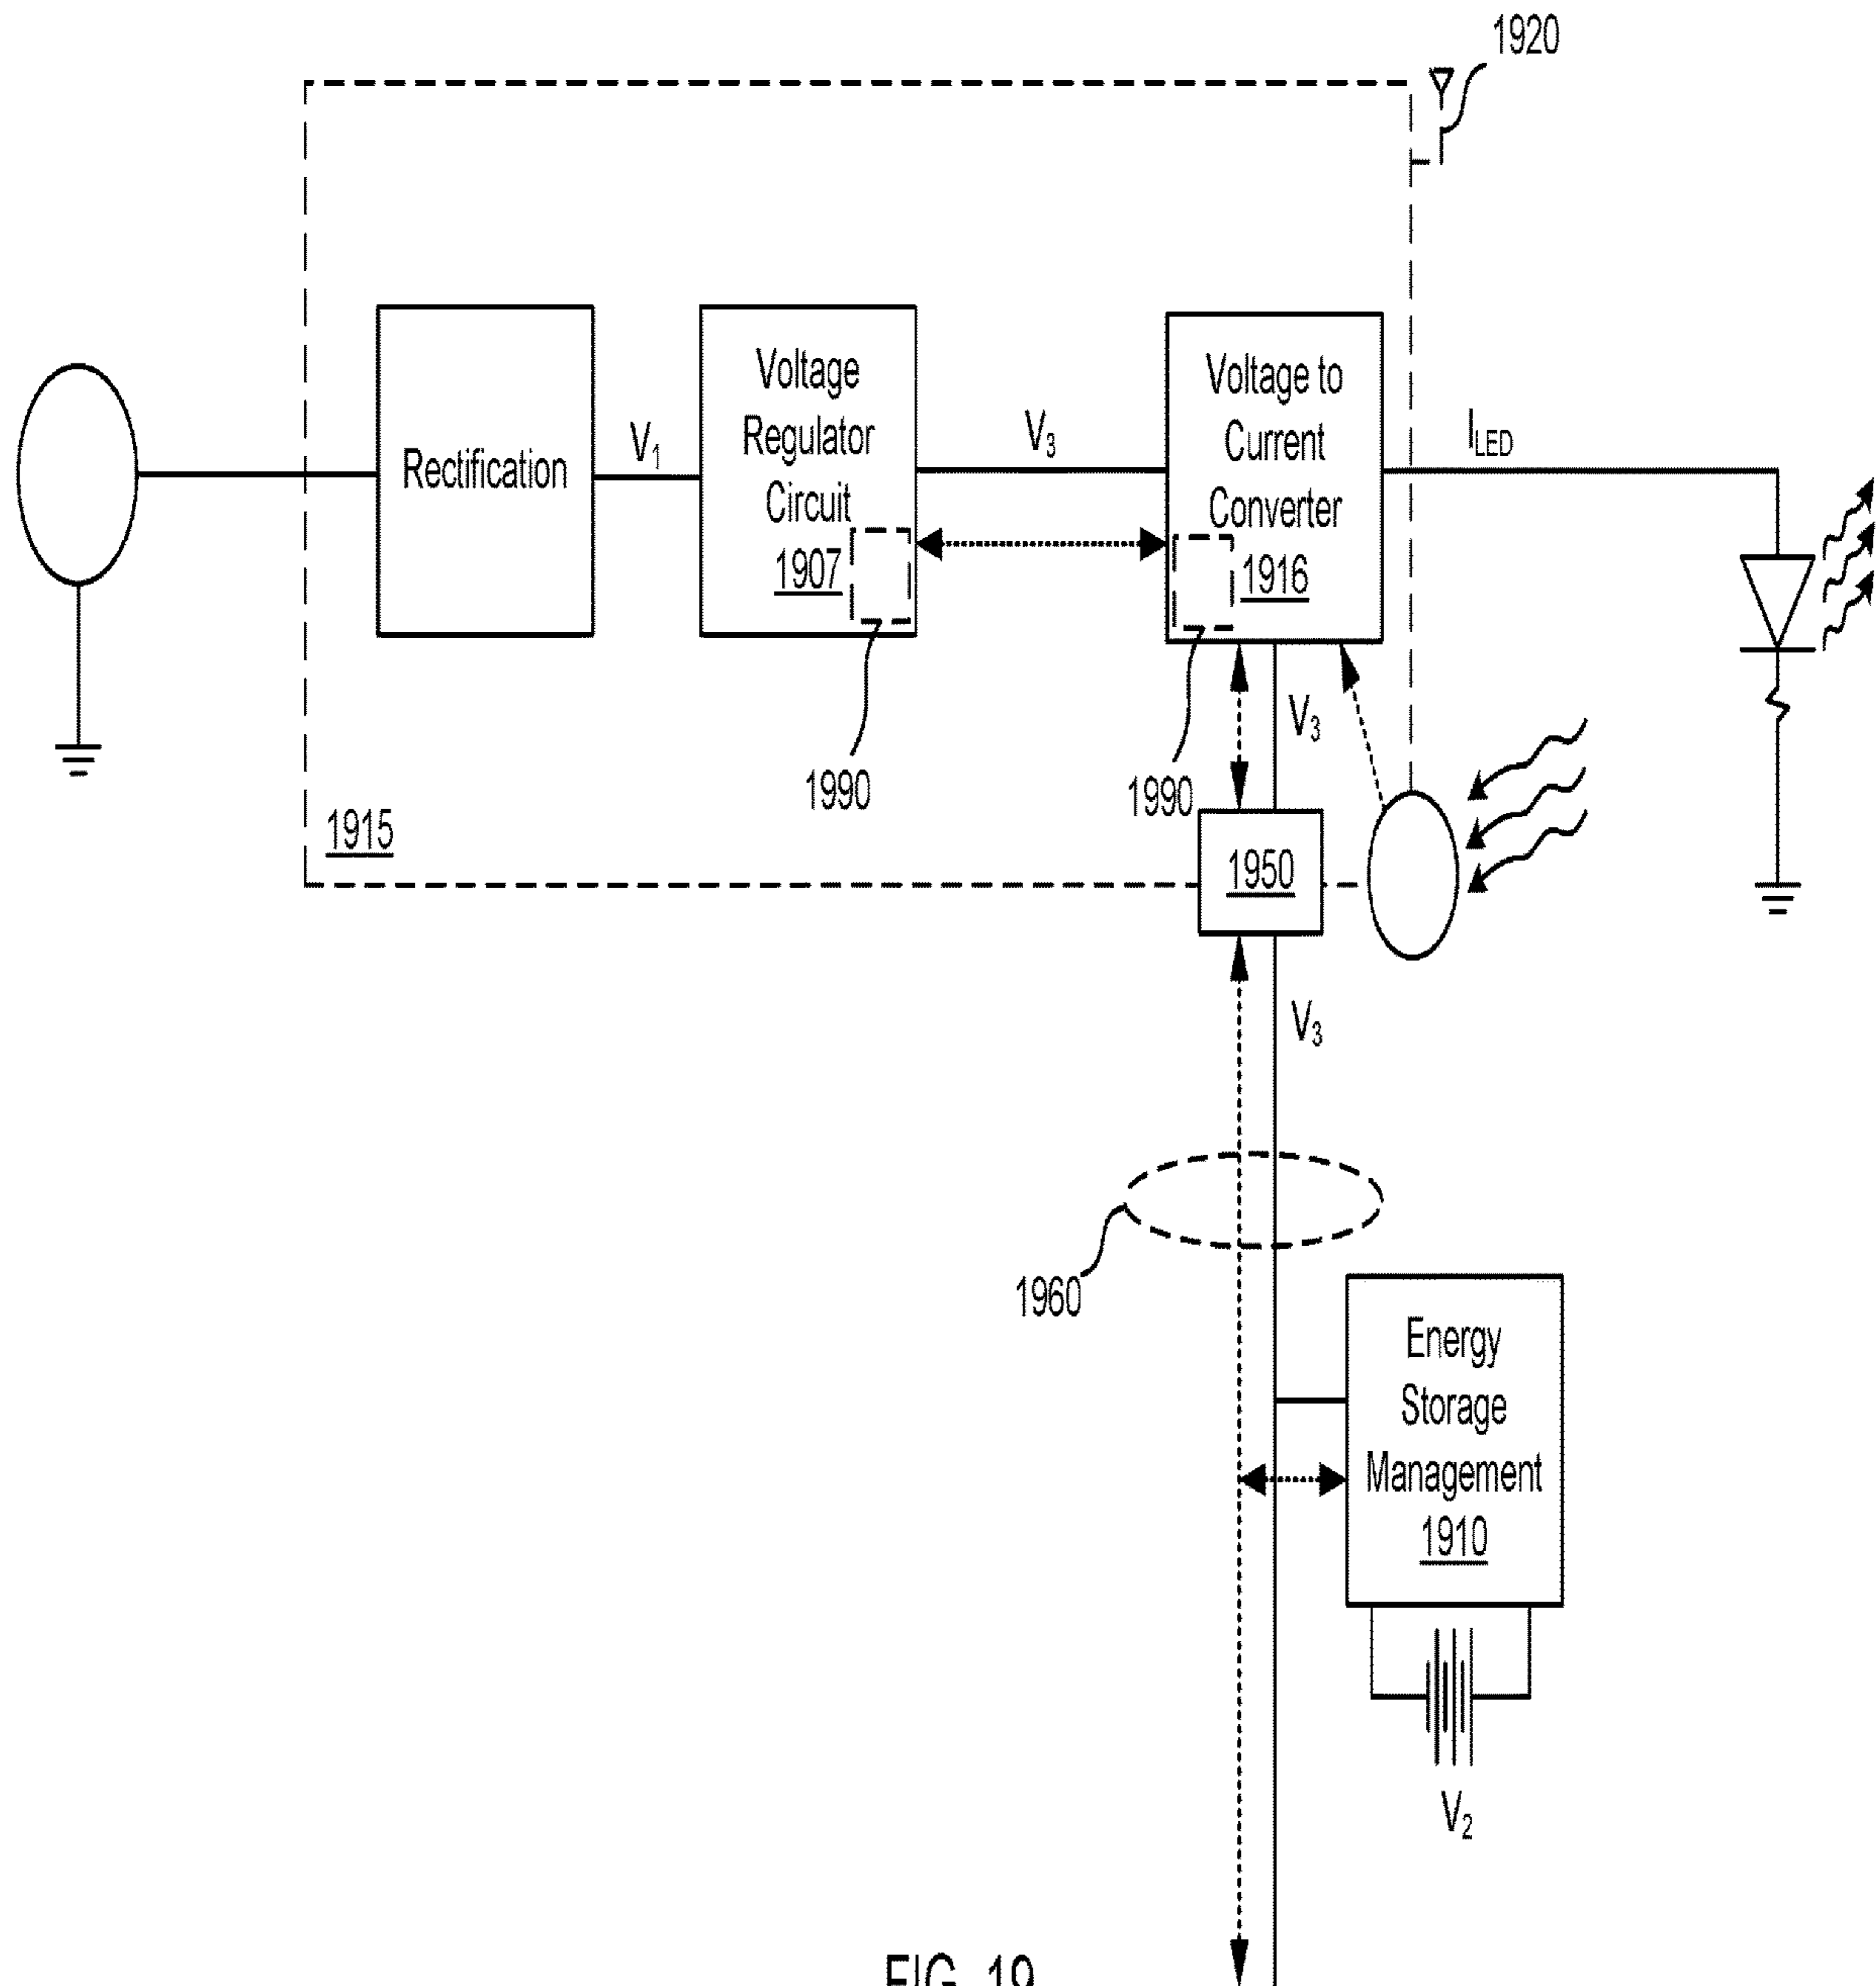 1920
Rectification
V₁
Voltage
Regulator
Circuit
1907
V₃
Voltage to
Current
Converter
1916
I_LED
1990
1990
V₃
1915
1950
V₃
1960
Energy
Storage
Management
1910
V₂
FIG. 19